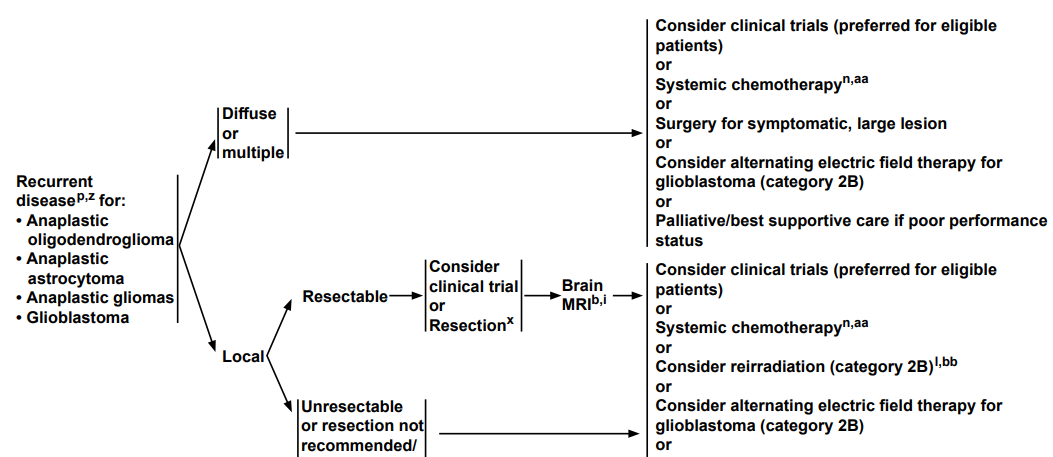 Recurrent
disease^p,z for:
• Anaplastic
oligodendroglioma
• Anaplastic
astrocytoma
• Anaplastic gliomas
• Glioblastoma
Diffuse
or
multiple
Consider clinical trials (preferred for eligible
patients)
or
Systemic chemotherapy^n,aa
or
Surgery for symptomatic, large lesion
or
Consider alternating electric field therapy for
glioblastoma (category 2B)
or
Palliative/best supportive care if poor performance
status
Local
Resectable
Consider
clinical trial
or
Resection^x
Brain
MRI^b,i
Unresectable
or resection not
recommended/
Consider clinical trials (preferred for eligible
patients)
or
Systemic chemotherapy^n,aa
or
Consider reirradiation (category 2B)^l,bb
or
Consider alternating electric field therapy for
glioblastoma (category 2B)
or